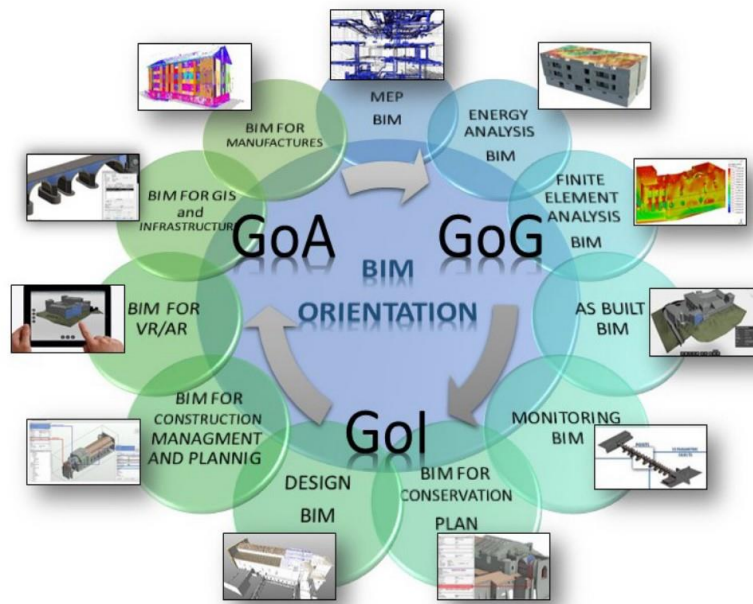 MEP
BIM
ENERGY
ANALYSIS
BIM
FINITE
ELEMENT
ANALYSIS
BIM
AS BUILT
BIM
MONITORING
BIM
BIM FOR
CONSERVATION
PLAN
DESIGN
BIM
BIM FOR
CONSTRUCTION
MANAGMENT
AND PLANNIG
BIM FOR
VR/AR
BIM FOR GIS
and
INFRASTRUCTURE
BIM FOR
MANUFACTURES
GoA
GoG
GoI
BIM
ORIENTATION